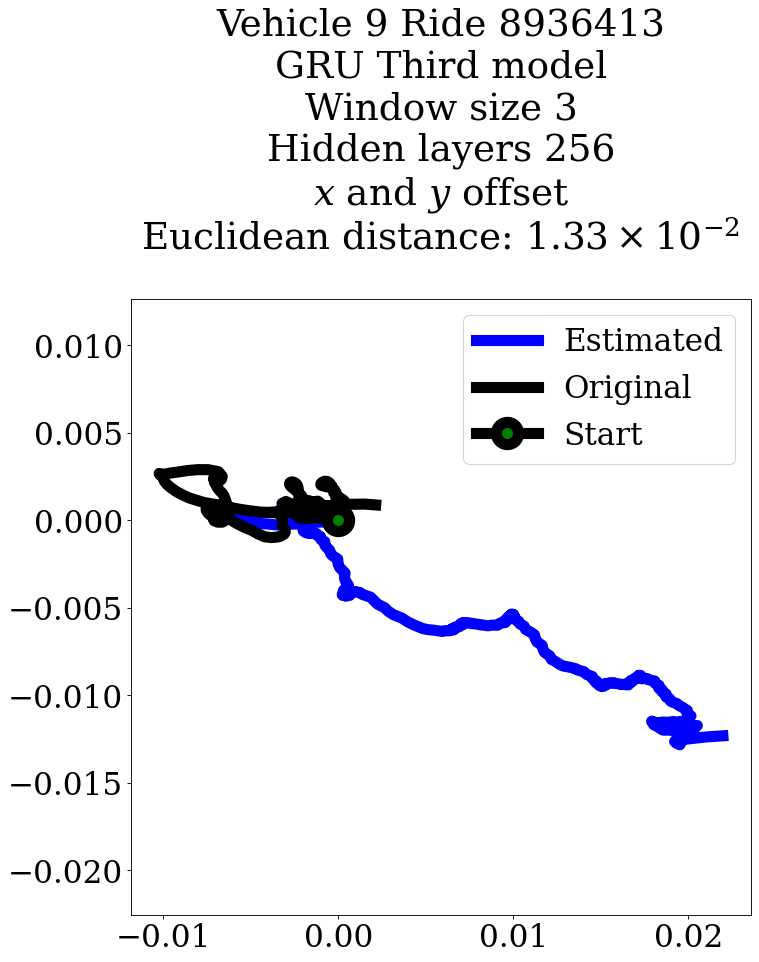 Vehicle 9 Ride 8936413
GRU Third model
Window size 3
Hidden layers 256
x and y offset
Euclidean distance: 1.33 × 10⁻²
Estimated
Original
Start
0.010
0.005
0.000
−0.005
−0.010
−0.015
−0.020
−0.01 0.00 0.01 0.02